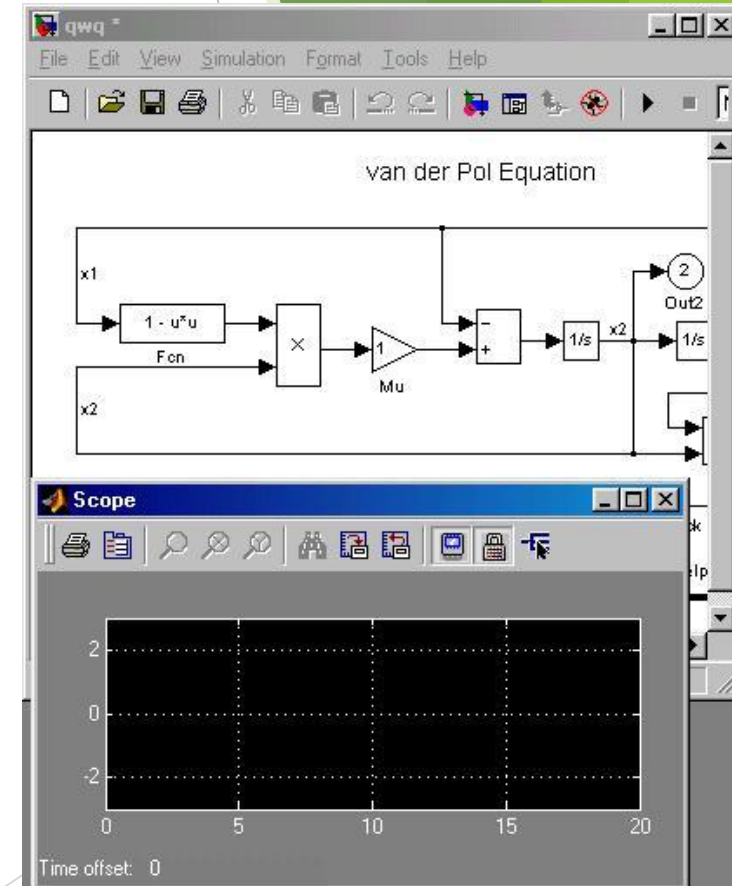 qwq *
File Edit View Simulation Format Tools Help
van der Pol Equation
x1
1 - u*u
Fcn
×
1
Mu
−
+
1/s
x2
2
Out2
1/s
x2
Scope
2
0
-2
0 5 10 15 20
Time offset: 0